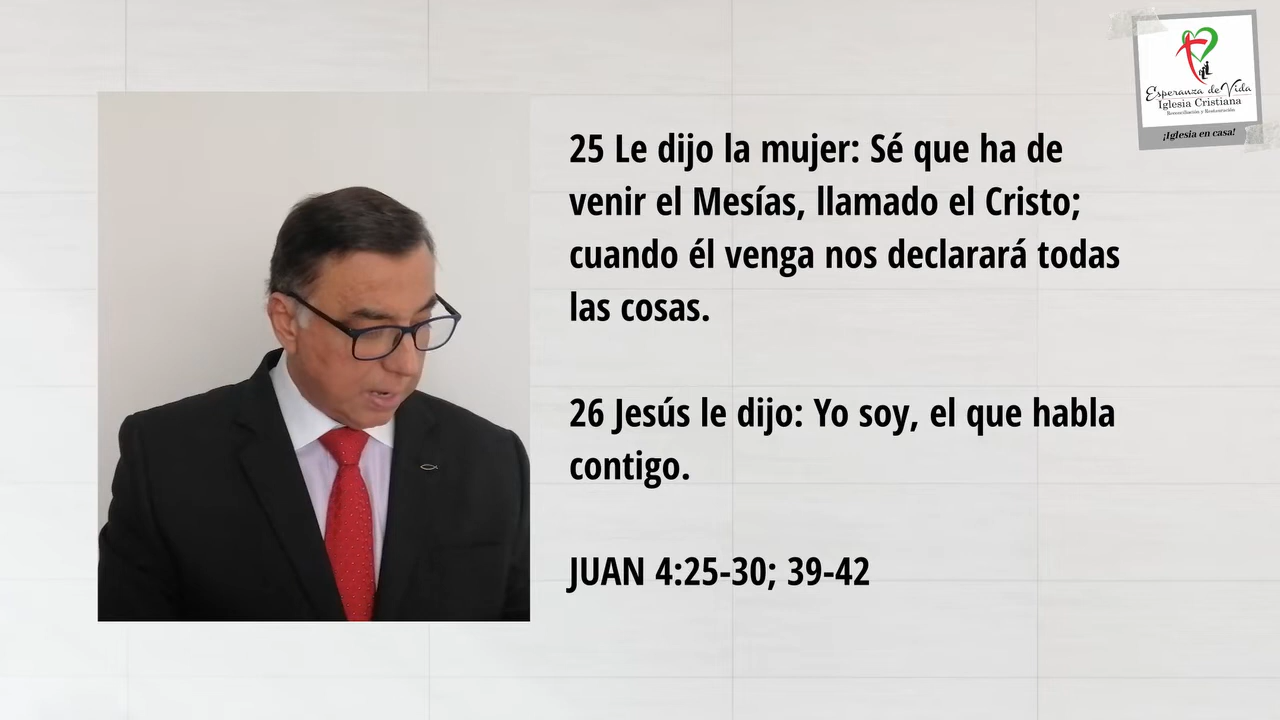 Esperanza de Vida
Iglesia Cristiana
Reconciliación y Restauración
¡Iglesia en casa!
25 Le dijo la mujer: Sé que ha de
venir el Mesías, llamado el Cristo;
cuando él venga nos declarará todas
las cosas.
26 Jesús le dijo: Yo soy, el que habla
contigo.
JUAN 4:25-30; 39-42